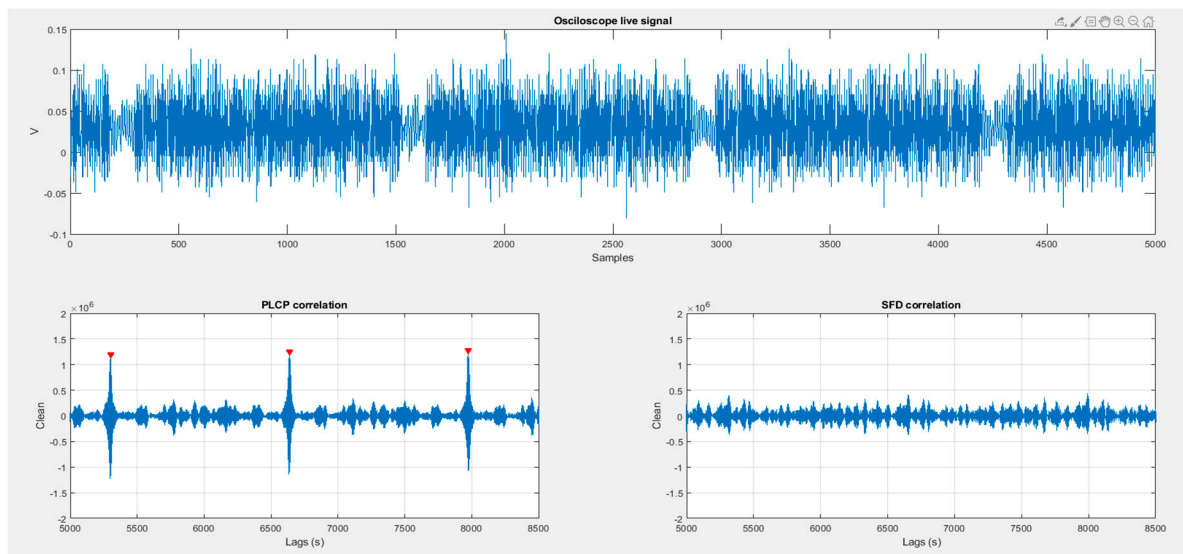 Osciloscope live signal
0.15
0.1
0.05
0
-0.05
-0.1
V
0 500 1000 1500 2000 2500 3000 3500 4000 4500 5000
Samples
PLCP correlation
×10^6
2
1.5
1
0.5
0
-0.5
-1
-1.5
-2
Clean
5000 5500 6000 6500 7000 7500 8000 8500
Lags (s)
SFD correlation
×10^6
2
1.5
1
0.5
0
-0.5
-1
-1.5
-2
Clean
5000 5500 6000 6500 7000 7500 8000 8500
Lags (s)